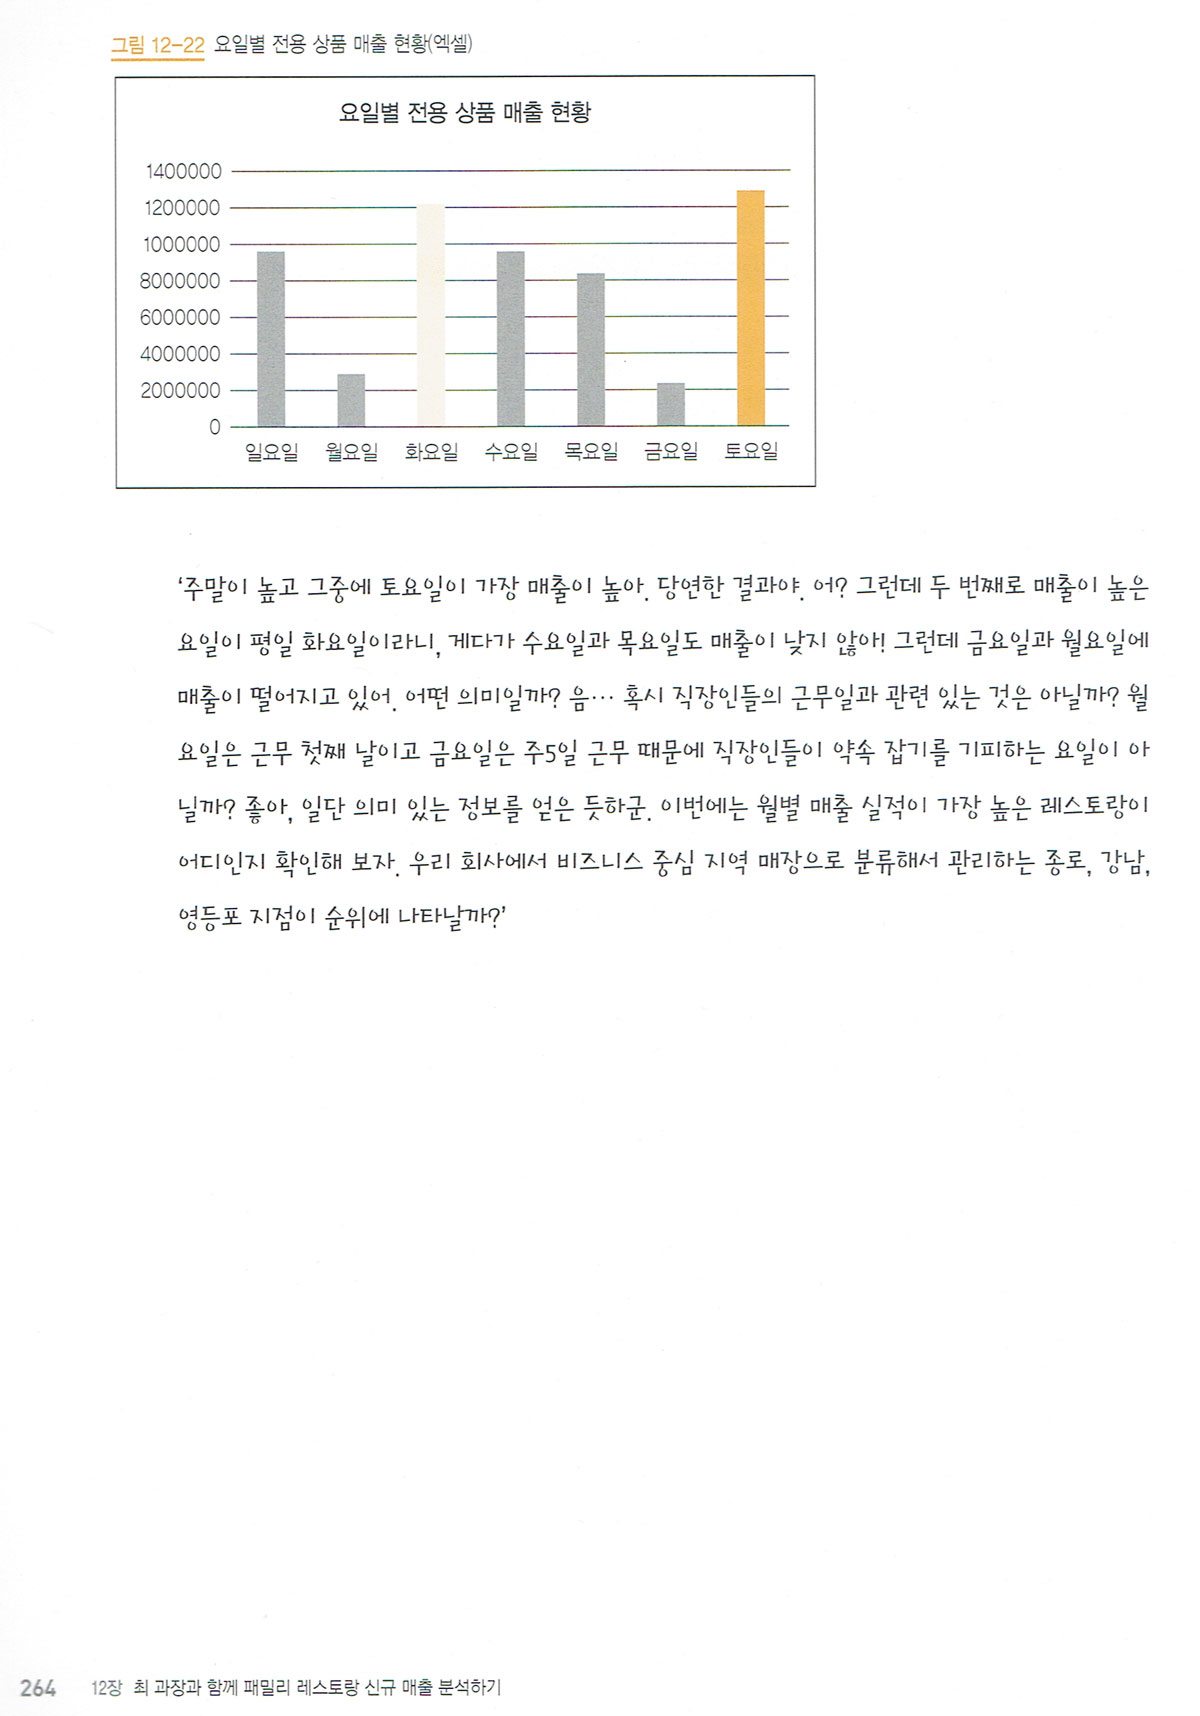 그림 12-22 요일별 전용 상품 매출 현황(엑셀)
요일별 전용 상품 매출 현황
1400000
1200000
1000000
8000000
6000000
4000000
2000000
0
일요일 월요일 화요일 수요일 목요일 금요일 토요일
'주말이 높고 그중에 토요일이 가장 매출이 높아. 당연한 결과야. 어? 그런데 두 번째로 매출이 높은
요일이 평일 화요일이라니, 게다가 수요일과 목요일도 매출이 낮지 않아! 그런데 금요일과 월요일에
매출이 떨어지고 있어. 어떤 의미일까? 음… 혹시 직장인들의 근무일과 관련 있는 것은 아닐까? 월
요일은 근무 첫째 날이고 금요일은 주5일 근무 때문에 직장인들이 약속 잡기를 기피하는 요일이 아
닐까? 좋아, 일단 의미 있는 정보를 얻은 듯하군. 이번에는 월별 매출 실적이 가장 높은 레스토랑이
어디인지 확인해 보자. 우리 회사에서 비즈니스 중심 지역 매장으로 분류해서 관리하는 종로, 강남,
영등포 지점이 순위에 나타날까?'
264 12장 최 과장과 함께 패밀리 레스토랑 신규 매출 분석하기